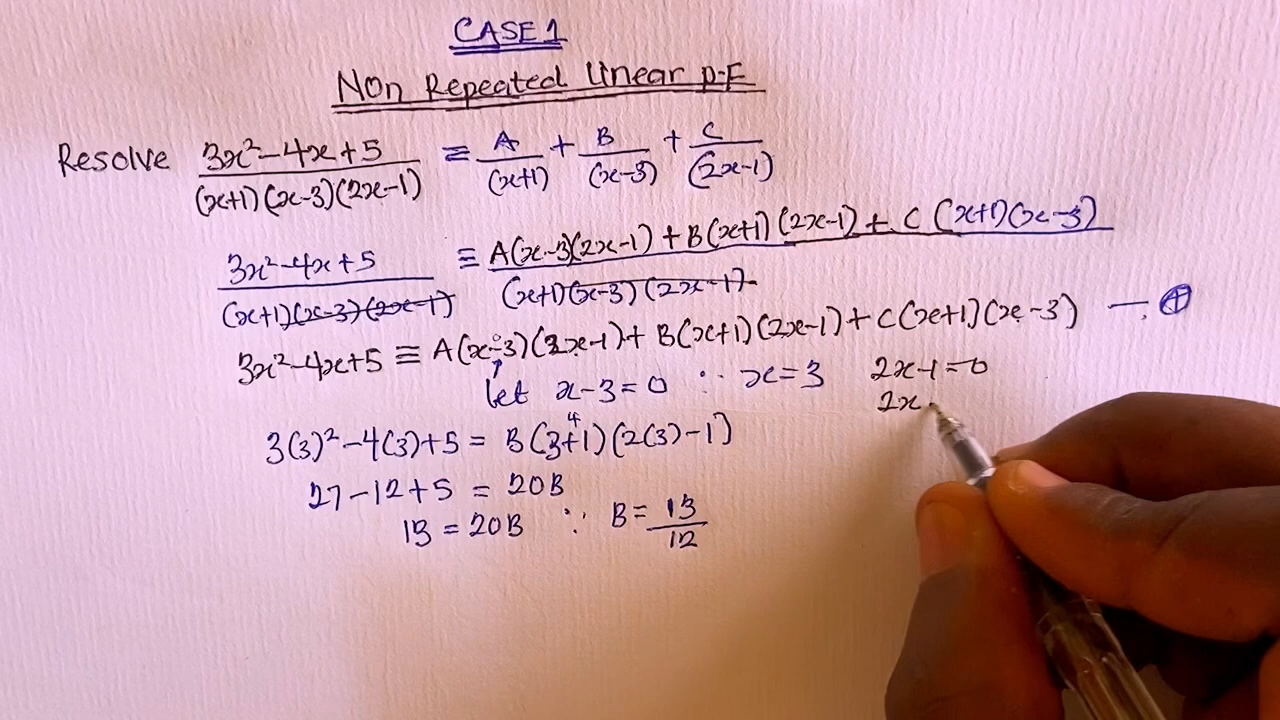 CASE 1
Non Repeated Linear P.F
Resolve (3x²-4x+5)/((x+1)(x-3)(2x-1)) ≡ A/(x+1) + B/(x-3) + C/(2x-1)
(3x²-4x+5)/((x+1)(x-3)(2x-1)) ≡ (A(x-3)(2x-1) + B(x+1)(2x-1) + C(x+1)(x-3))/((x+1)(x-3)(2x-1))
3x²-4x+5 ≡ A(x-3)(2x-1) + B(x+1)(2x-1) + C(x+1)(x-3) — ⊕
let x-3=0 ∵ x=3 2x-1=0
2x
3(3)²-4(3)+5 = B(3+1)(2(3)-1) 4
27-12+5 = 20B
13 = 20B ∵ B = 13/12